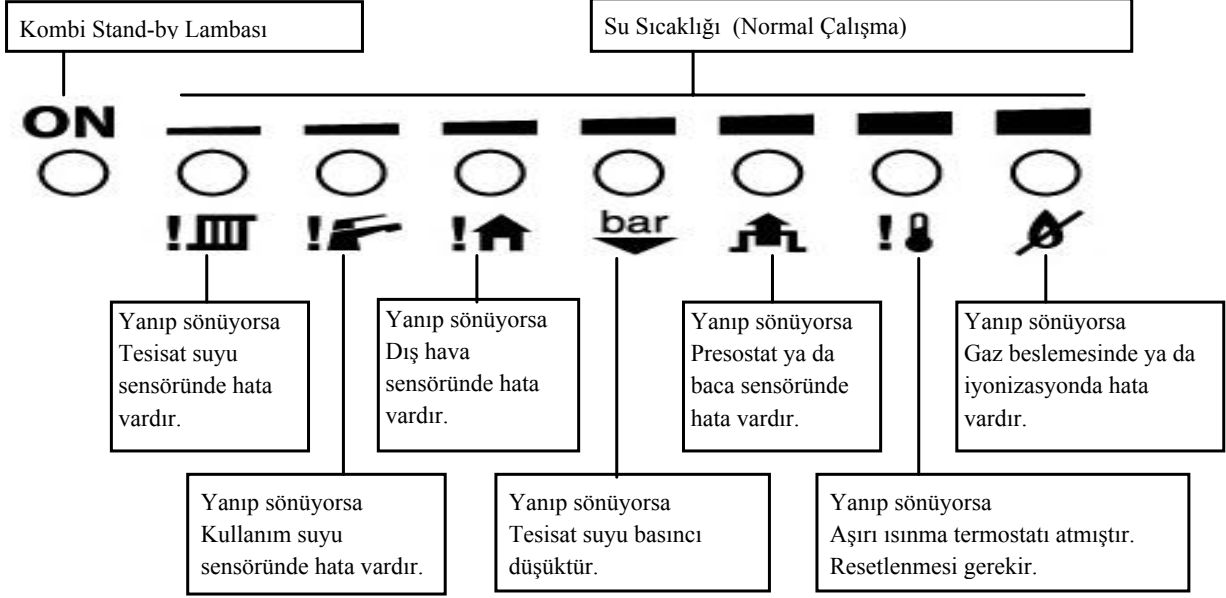 Kombi Stand-by Lambası
Su Sıcaklığı (Normal Çalışma)
ON
bar
Yanıp sönüyorsa
Tesisat suyu
sensöründe hata
vardır.
Yanıp sönüyorsa
Dış hava
sensöründe hata
vardır.
Yanıp sönüyorsa
Presostat ya da
baca sensöründe
hata vardır.
Yanıp sönüyorsa
Gaz beslemesinde ya da
iyonizasyonda hata
vardır.
Yanıp sönüyorsa
Kullanım suyu
sensöründe hata vardır.
Yanıp sönüyorsa
Tesisat suyu basıncı
düşüktür.
Yanıp sönüyorsa
Aşırı ısınma termostatı atmıştır.
Resetlenmesi gerekir.